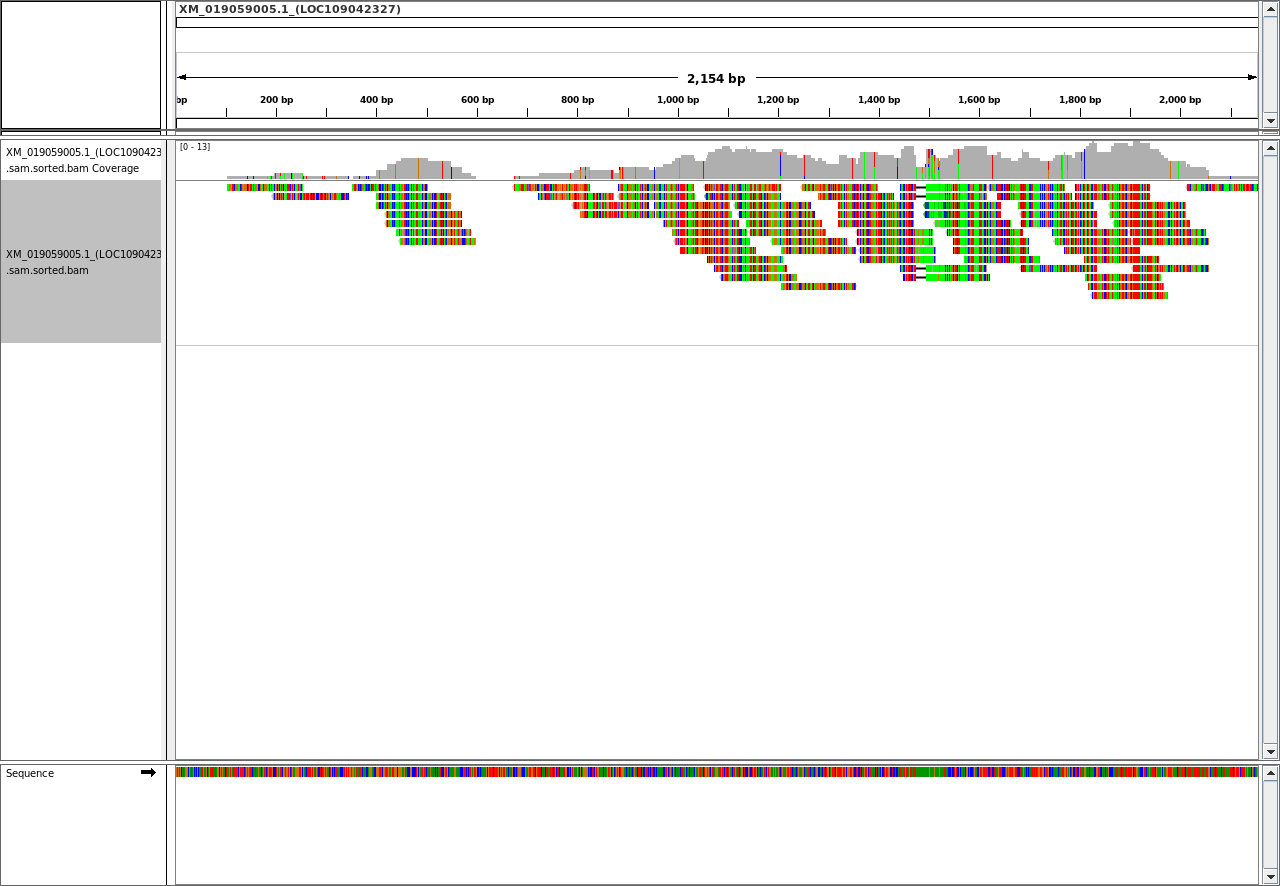 XM_019059005.1_(LOC109042327)
2,154 bp
bp 200 bp 400 bp 600 bp 800 bp 1,000 bp 1,200 bp 1,400 bp 1,600 bp 1,800 bp 2,000 bp
XM_019059005.1_(LOC1090423
.sam.sorted.bam Coverage
[0 - 13]
XM_019059005.1_(LOC1090423
.sam.sorted.bam
Sequence